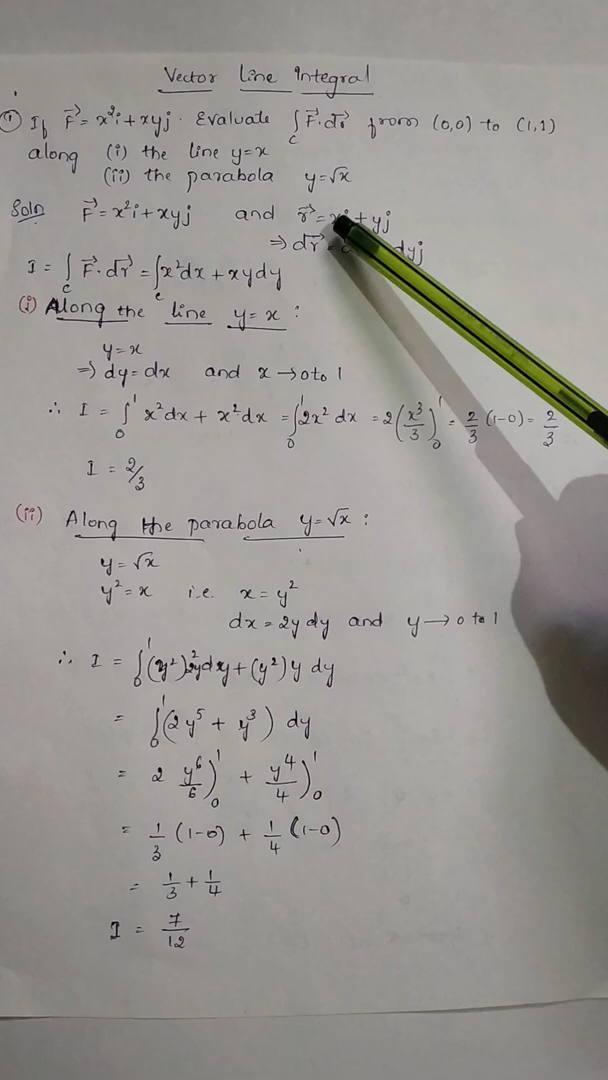 Vector Line Integral
① If F⃗ = x²i + xyj. Evaluate ∫_C F⃗·dr⃗ from (0,0) to (1,1)
along (i) the line y=x
(ii) the parabola y=√x
Soln F⃗ = x²i + xyj and r⃗ = xi + yj
⇒ dr⃗ = dyj
I = ∫_C F⃗·dr⃗ = ∫_C x²dx + xydy
(i) Along the line y = x :
y=x
⇒ dy=dx and x → 0 to 1
∴ I = ∫₀¹ x²dx + x²dx = ∫₀¹ 2x² dx = 2(x³/3)₀¹ = 2/3 (1-0) = 2/3
I = 2/3
(ii) Along the parabola y=√x :
y=√x
y²=x i.e. x=y²
dx=2y dy and y → 0 to 1
∴ I = ∫₀¹ (y²)²2ydy + (y²)y dy
= ∫₀¹ (2y⁵ + y³) dy
= 2 y⁶/6)₀¹ + y⁴/4)₀¹
= 1/3 (1-0) + 1/4 (1-0)
= 1/3 + 1/4
I = 7/12